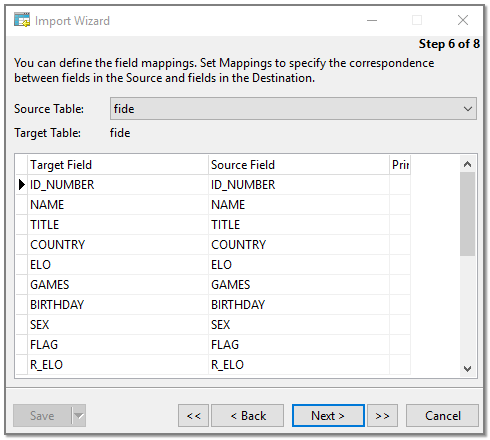 Import Wizard
Step 6 of 8
You can define the field mappings. Set Mappings to specify the correspondence
between fields in the Source and fields in the Destination.
Source Table: fide
Target Table: fide
Target Field Source Field Prir
ID_NUMBER ID_NUMBER
NAME NAME
TITLE TITLE
COUNTRY COUNTRY
ELO ELO
GAMES GAMES
BIRTHDAY BIRTHDAY
SEX SEX
FLAG FLAG
R_ELO R_ELO
Save << < Back Next > >> Cancel